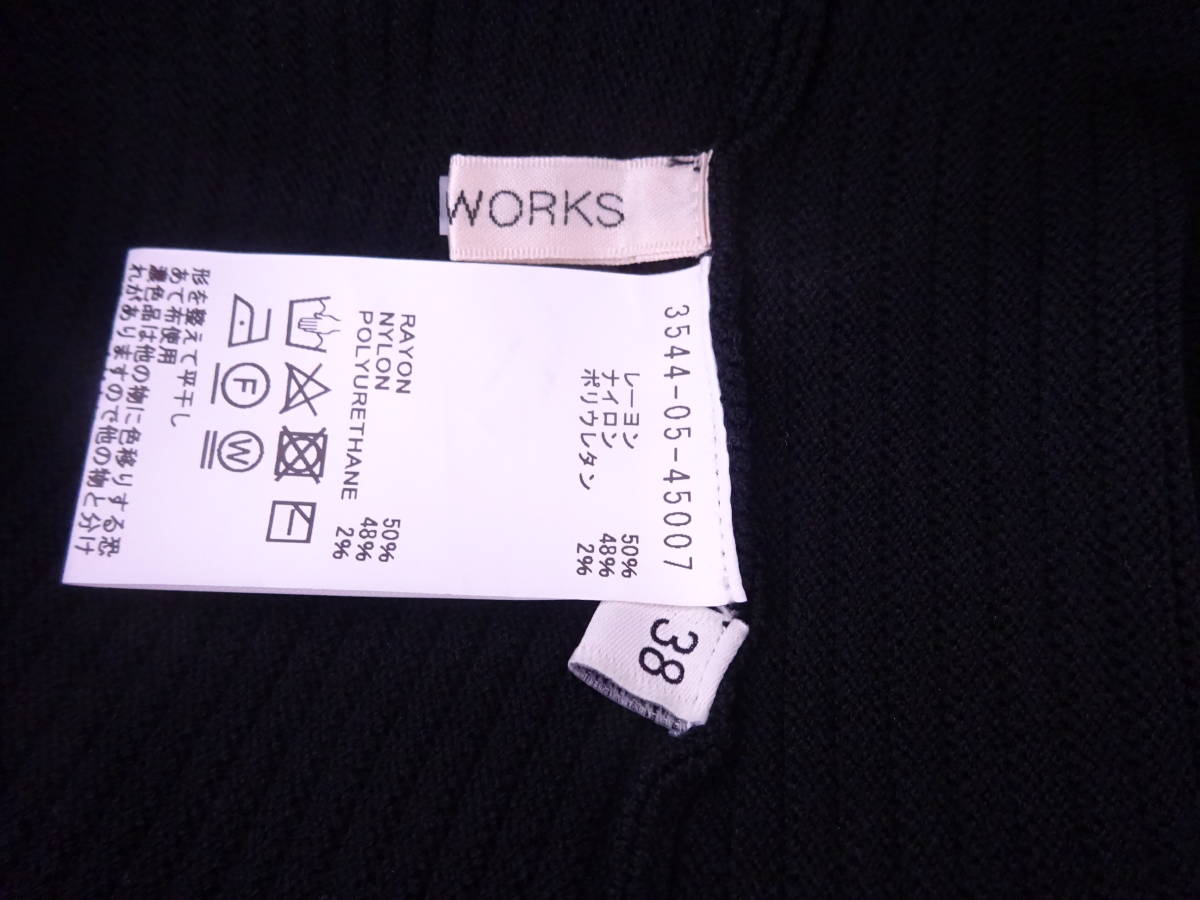 WORKS
3544-05-45007
レーヨン 50%
ナイロン 48%
ポリウレタン 2%
RAYON 50%
NYLON 48%
POLYURETHANE 2%
F
W
形を整えて平干し
あて布使用
濃色品は他の物に色移りする恐
れがありますので他の物と分け
38